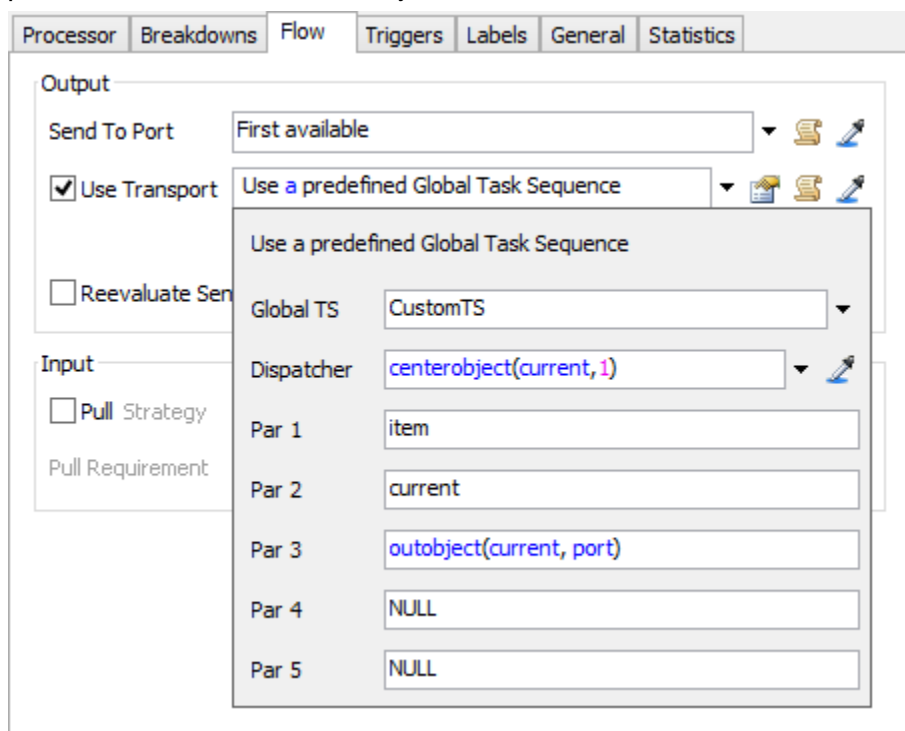 Processor Breakdowns Flow Triggers Labels General Statistics
Output
Send To Port First available
Use Transport Use a predefined Global Task Sequence
Use a predefined Global Task Sequence
Reevaluate Sen
Global TS CustomTS
Input
Dispatcher centerobject(current,1)
Pull Strategy
Par 1 item
Pull Requirement
Par 2 current
Par 3 outobject(current, port)
Par 4 NULL
Par 5 NULL